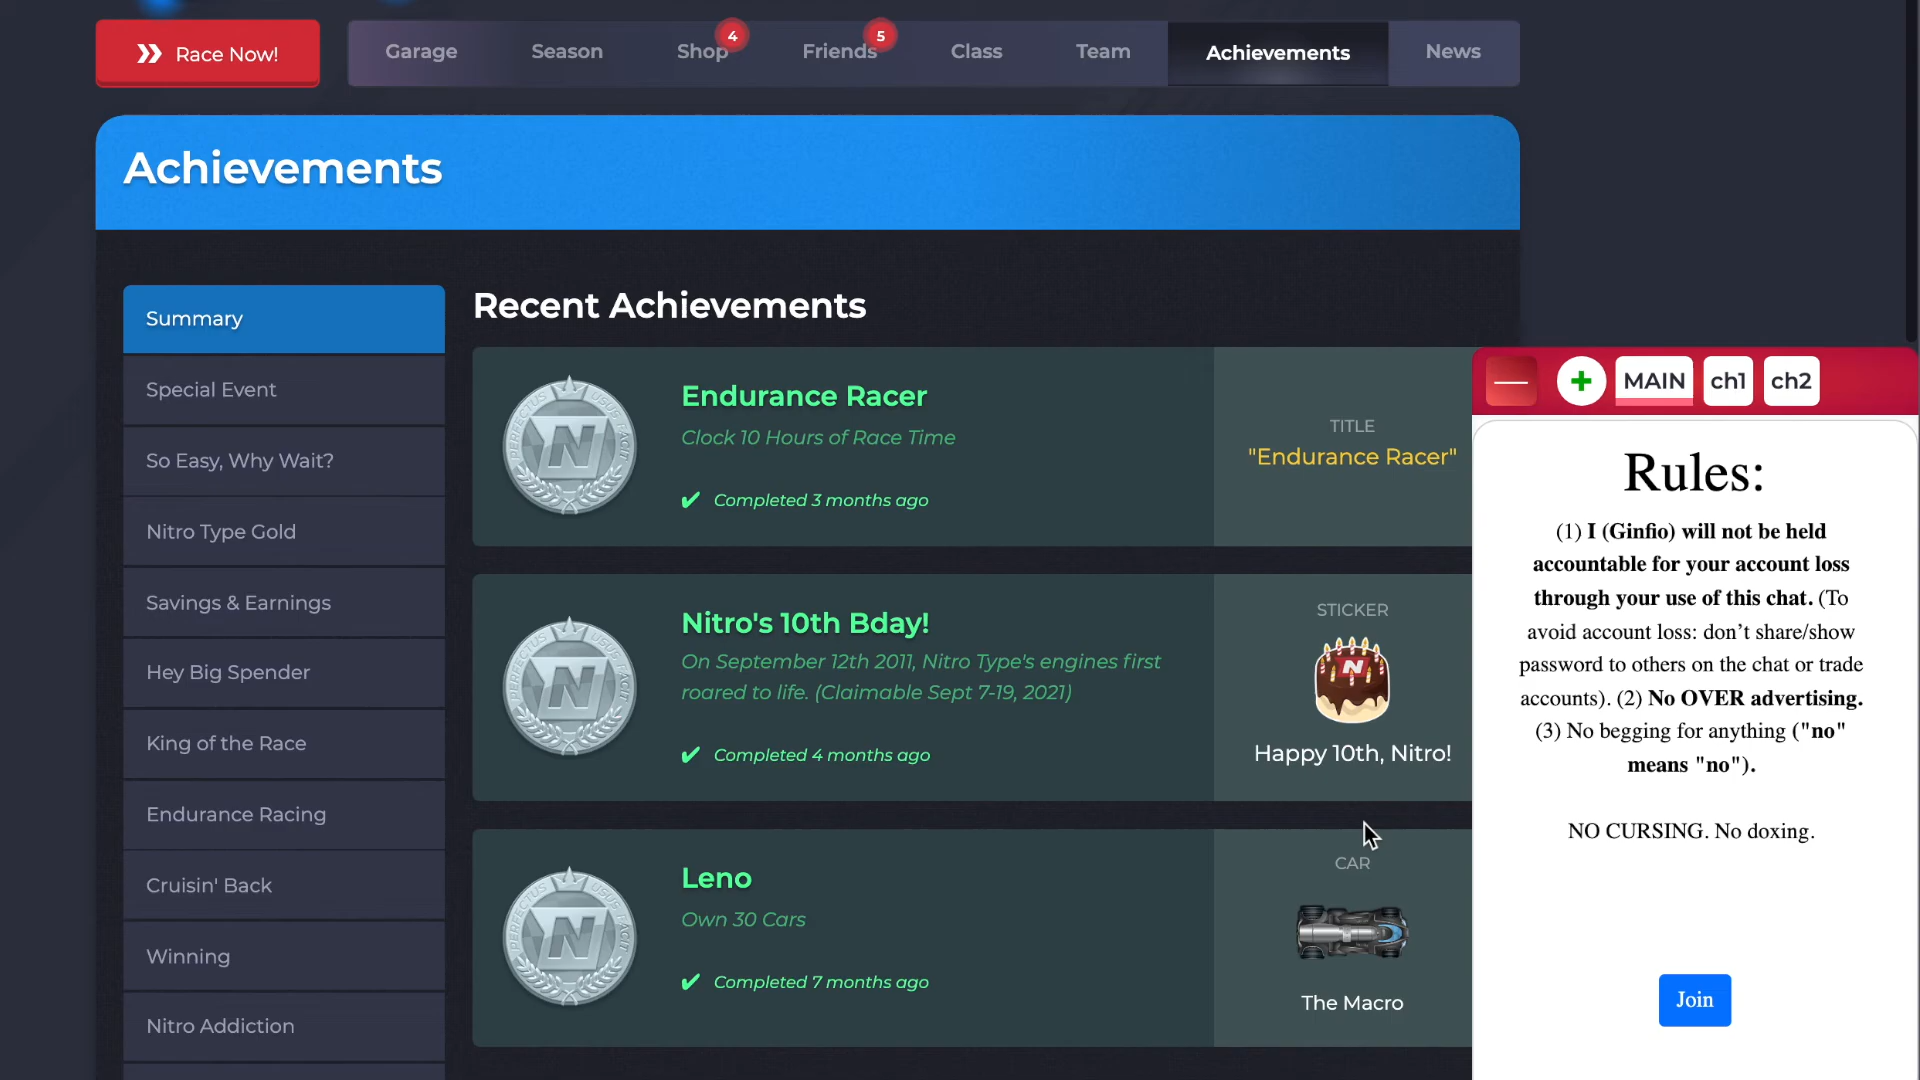 Race Now!
Garage
Season
Shop
4
Friends
5
Class
Team
Achievements
News
Achievements
Summary
Special Event
So Easy, Why Wait?
Nitro Type Gold
Savings & Earnings
Hey Big Spender
King of the Race
Endurance Racing
Cruisin' Back
Winning
Nitro Addiction
Recent Achievements
Endurance Racer
Clock 10 Hours of Race Time
Completed 3 months ago
TITLE
"Endurance Racer"
Nitro's 10th Bday!
On September 12th 2011, Nitro Type's engines first
roared to life. (Claimable Sept 7-19, 2021)
Completed 4 months ago
STICKER
Happy 10th, Nitro!
Leno
Own 30 Cars
Completed 7 months ago
CAR
The Macro
MAIN
ch1
ch2
Rules:
(1) I (Ginfio) will not be held
accountable for your account loss
through your use of this chat. (To
avoid account loss: don’t share/show
password to others on the chat or trade
accounts). (2) No OVER advertising.
(3) No begging for anything ("no"
means "no").
NO CURSING. No doxing.
Join